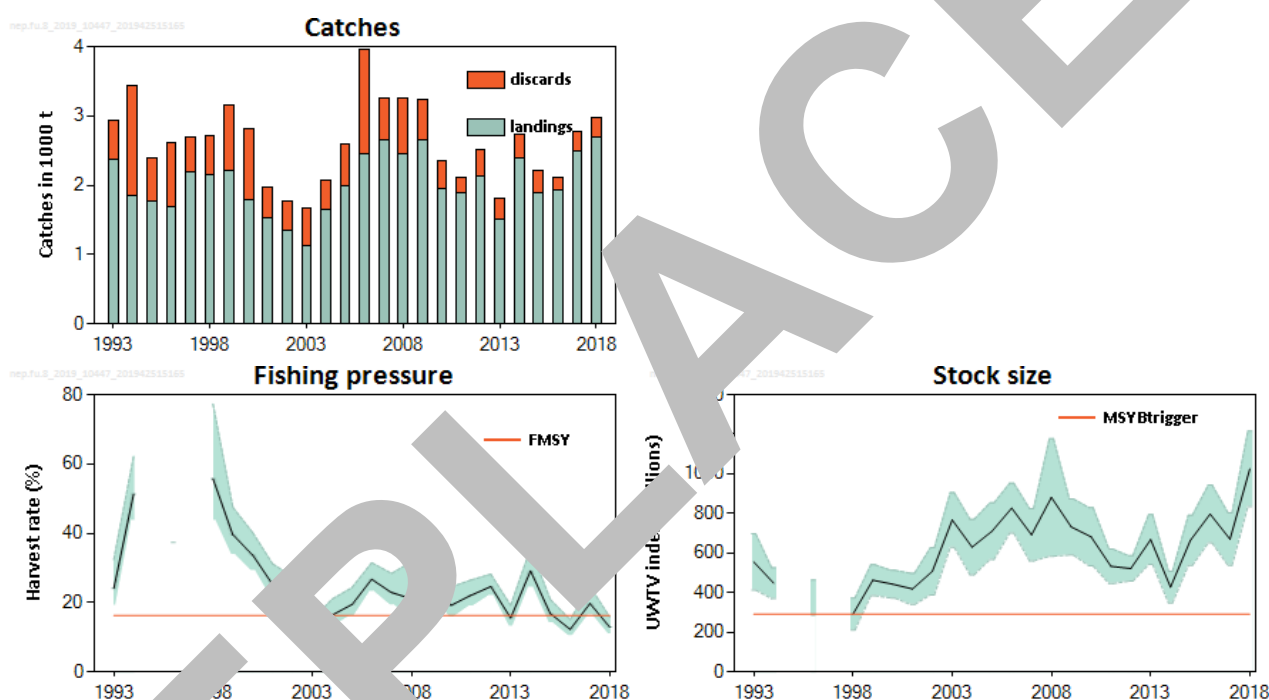 nep.fu.8_2019_10447_201942515165
Catches
Catches in 1000 t
4
3
2
1
0
discards
landings
1993 1998 2003 2008 2013 2018
nep.fu.8_2019_10447_201942515165
Fishing pressure
Harvest rate (%)
80
60
40
20
0
FMSY
1993 98 2003 2013 2018
47_201942515165
Stock size
800
600
400
200
0
MSYBtrigger
1993 1998 2003 2008 2013 2018